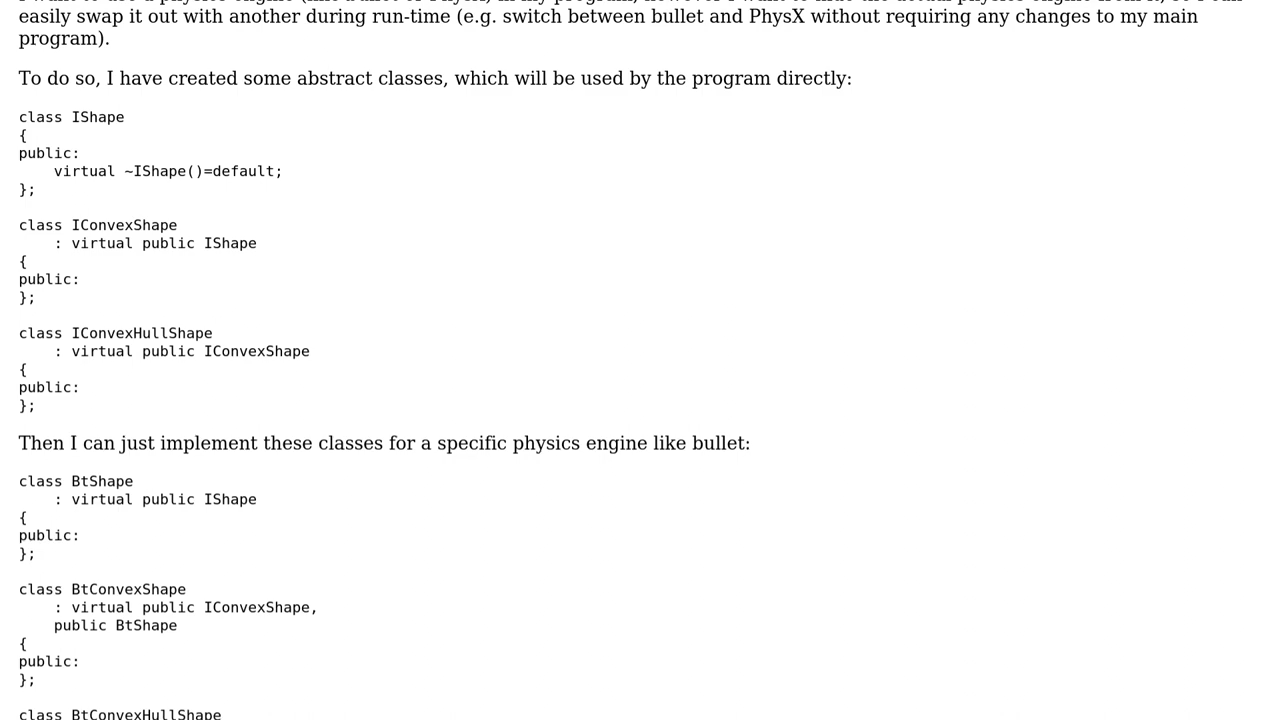 easily swap it out with another during run-time (e.g. switch between bullet and PhysX without requiring any changes to my main
program).
To do so, I have created some abstract classes, which will be used by the program directly:
class IShape
{
public:
    virtual ~IShape()=default;
};
class IConvexShape
    : virtual public IShape
{
public:
};
class IConvexHullShape
    : virtual public IConvexShape
{
public:
};
Then I can just implement these classes for a specific physics engine like bullet:
class BtShape
    : virtual public IShape
{
public:
};
class BtConvexShape
    : virtual public IConvexShape,
    public BtShape
{
public:
};
class BtConvexHullShape